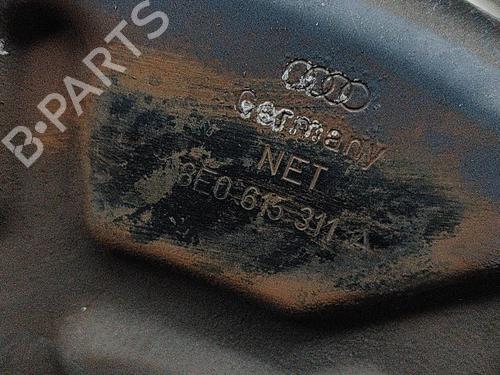 B-PARTS
Germany
NET
8E0 615 311 A